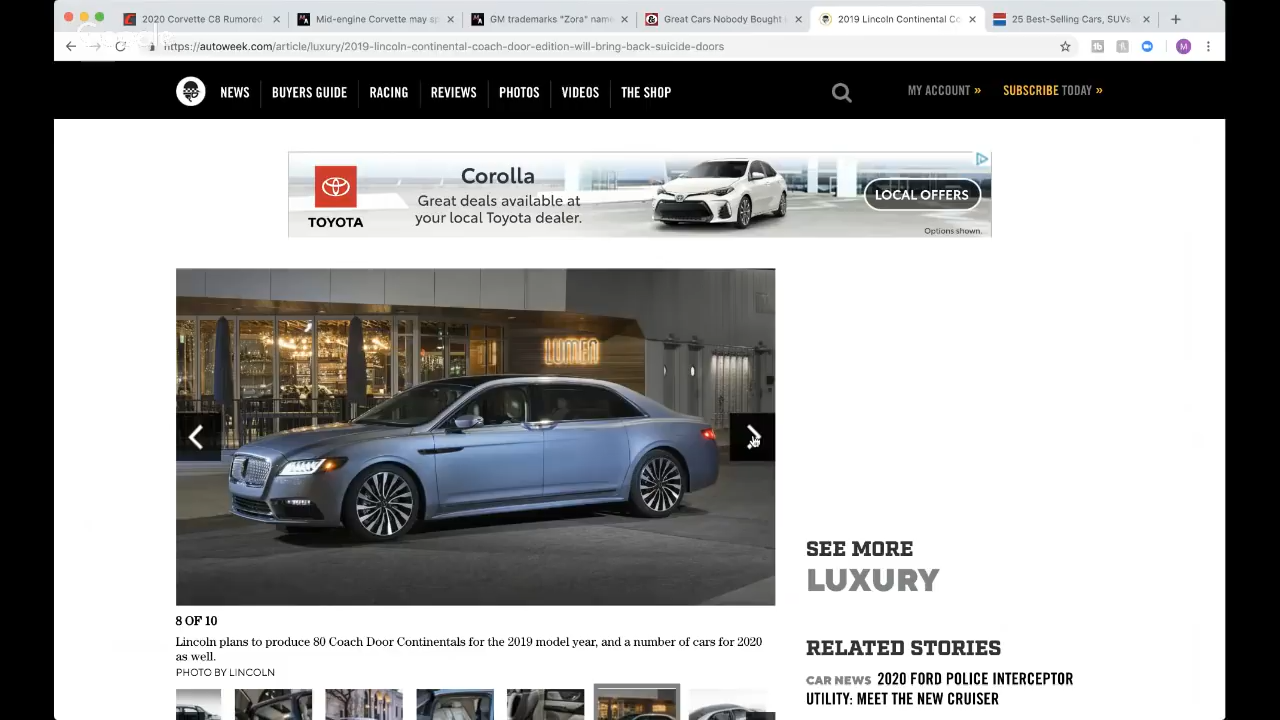 2020 Corvette C8 Rumored
Mid-engine Corvette may sp
GM trademarks "Zora" name
Great Cars Nobody Bought
2019 Lincoln Continental Co
25 Best-Selling Cars, SUVs
Google
https://autoweek.com/article/luxury/2019-lincoln-continental-coach-door-edition-will-bring-back-suicide-doors
M
NEWS
BUYERS GUIDE
RACING
REVIEWS
PHOTOS
VIDEOS
THE SHOP
MY ACCOUNT »
SUBSCRIBE TODAY »
TOYOTA
Corolla
Great deals available at
your local Toyota dealer.
LOCAL OFFERS
Options shown.
LUMEN
8 OF 10
Lincoln plans to produce 80 Coach Door Continentals for the 2019 model year, and a number of cars for 2020
as well.
PHOTO BY LINCOLN
SEE MORE
LUXURY
RELATED STORIES
CAR NEWS 2020 FORD POLICE INTERCEPTOR
UTILITY: MEET THE NEW CRUISER